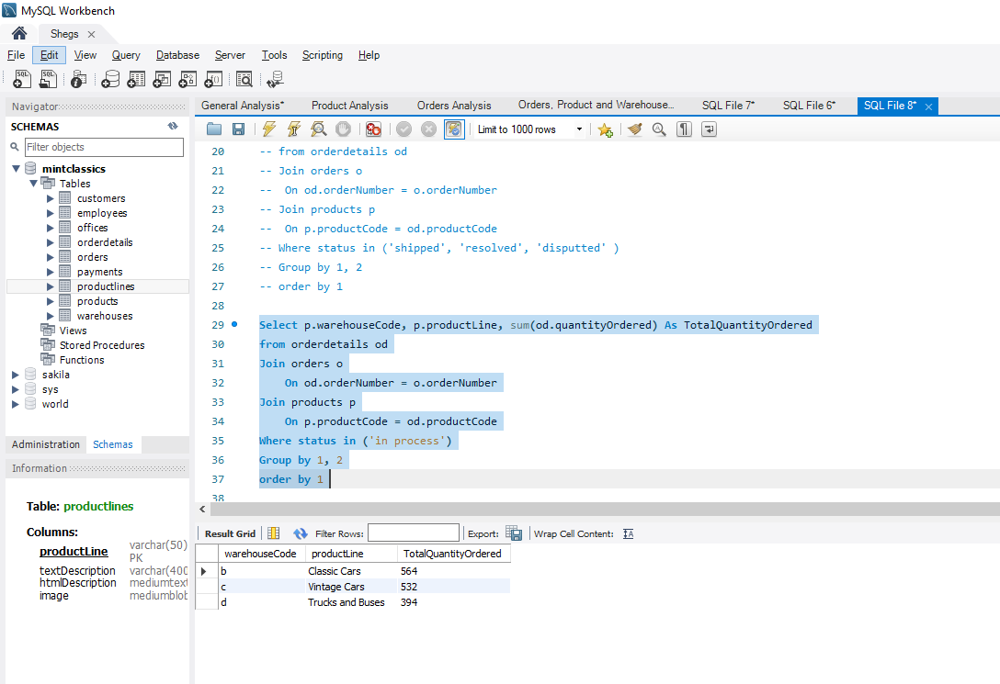 MySQL Workbench
Shegs
File Edit View Query Database Server Tools Scripting Help
Navigator
SCHEMAS
Filter objects
mintclassics
Tables
customers
employees
offices
orderdetails
orders
payments
productlines
products
warehouses
Views
Stored Procedures
Functions
sakila
sys
world
Administration Schemas
Information
Table: productlines
Columns:
productLine varchar(50) PK
textDescription varchar(400
htmlDescription mediumtext
image mediumblob
General Analysis* Product Analysis Orders Analysis Orders, Product and Warehouse... SQL File 7* SQL File 6* SQL File 8*
Limit to 1000 rows
20 -- from orderdetails od
21 -- Join orders o
22 --  On od.orderNumber = o.orderNumber
23 -- Join products p
24 --  On p.productCode = od.productCode
25 -- Where status in ('shipped', 'resolved', 'disputted' )
26 -- Group by 1, 2
27 -- order by 1
28
29 Select p.warehouseCode, p.productLine, sum(od.quantityOrdered) As TotalQuantityOrdered
30 from orderdetails od
31 Join orders o
32 On od.orderNumber = o.orderNumber
33 Join products p
34 On p.productCode = od.productCode
35 Where status in ('in process')
36 Group by 1, 2
37 order by 1
38
Result Grid Filter Rows: Export: Wrap Cell Content:
warehouseCode productLine TotalQuantityOrdered
b Classic Cars 564
c Vintage Cars 532
d Trucks and Buses 394